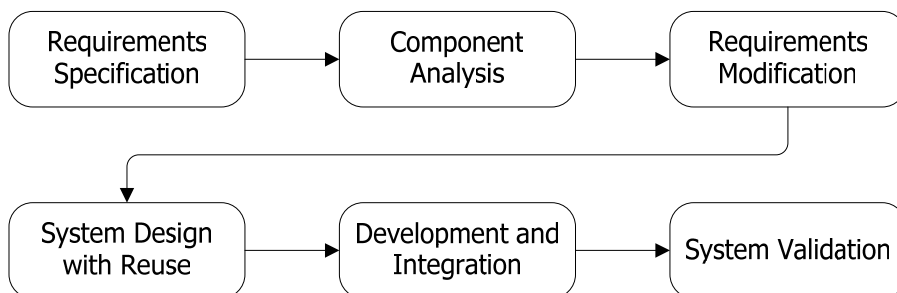 Requirements
Specification
Component
Analysis
Requirements
Modification
System Design
with Reuse
Development and
Integration
System Validation